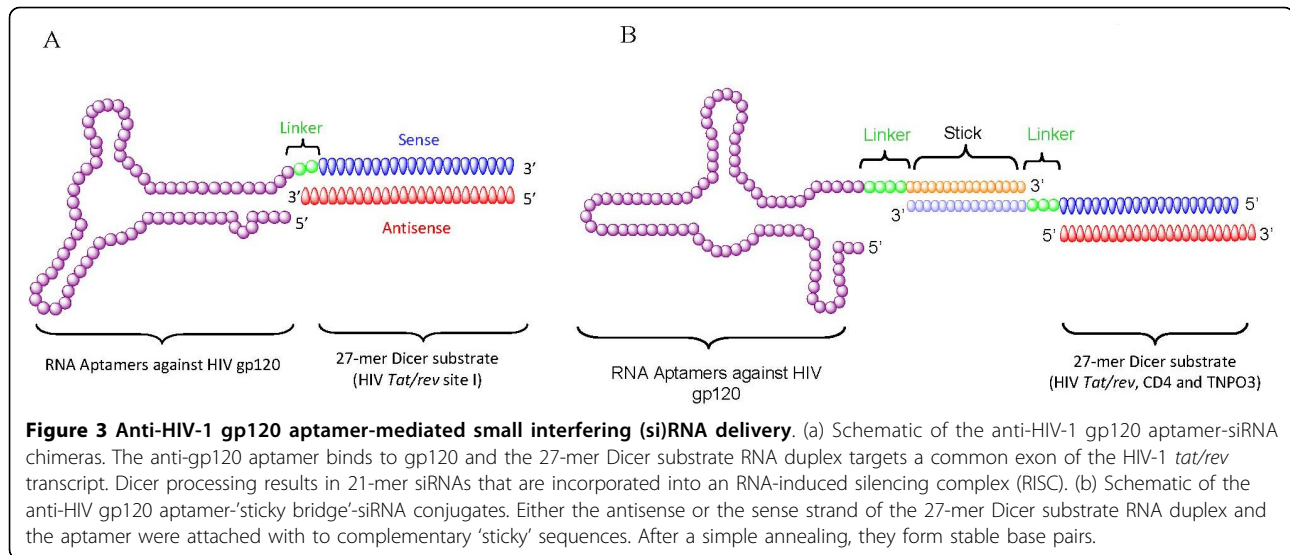 A
Linker
Sense
3'
3'
5'
5'
Antisense
RNA Aptamers against HIV gp120
27-mer Dicer substrate
(HIV Tat/rev site I)
B
Linker
Stick
Linker
3'
3'
5'
5'
3'
5'
RNA Aptamers against HIV
gp120
27-mer Dicer substrate
(HIV Tat/rev, CD4 and TNPO3)
Figure 3 Anti-HIV-1 gp120 aptamer-mediated small interfering (si)RNA delivery. (a) Schematic of the anti-HIV-1 gp120 aptamer-siRNA
chimeras. The anti-gp120 aptamer binds to gp120 and the 27-mer Dicer substrate RNA duplex targets a common exon of the HIV-1 tat/rev
transcript. Dicer processing results in 21-mer siRNAs that are incorporated into an RNA-induced silencing complex (RISC). (b) Schematic of the
anti-HIV gp120 aptamer-'sticky bridge'-siRNA conjugates. Either the antisense or the sense strand of the 27-mer Dicer substrate RNA duplex and
the aptamer were attached with to complementary 'sticky' sequences. After a simple annealing, they form stable base pairs.